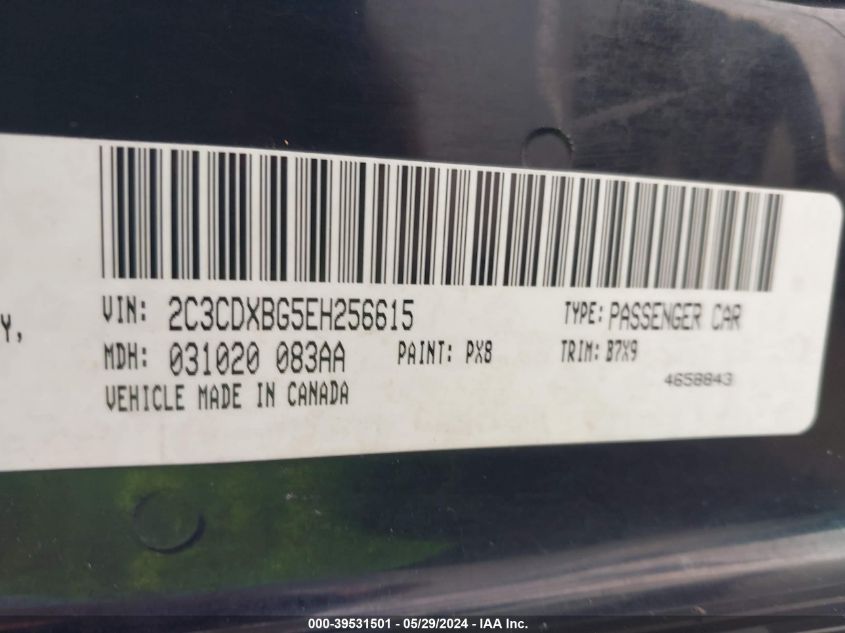 Y,
VIN: 2C3CDXBG5EH256615 TYPE: PASSENGER CAR
MDH: 031020 083AA PAINT: PX8 TRIM: B7X9
VEHICLE MADE IN CANADA 4658843
000-39531501 - 05/29/2024 - IAA Inc.